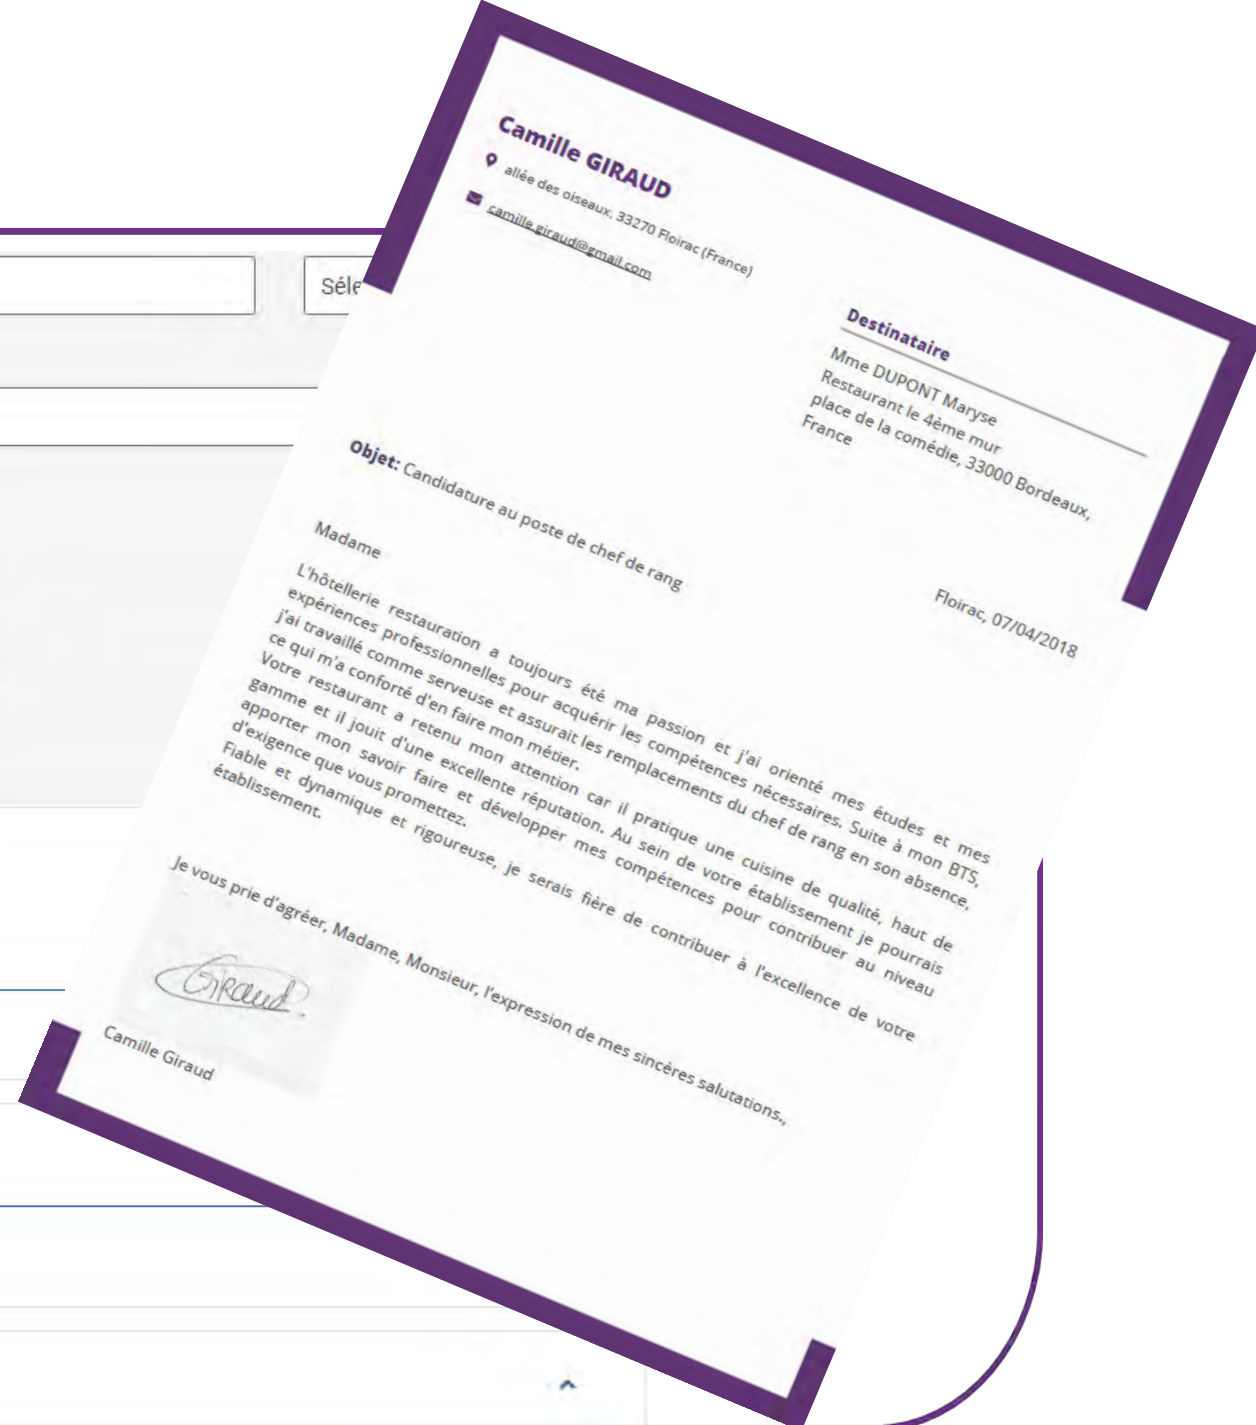 Camille GIRAUD
allée des oiseaux, 33270 Floirac (France)
camille.giraud@gmail.com
Séle
Destinataire
Mme DUPONT Maryse
Restaurant le 4ème mur
place de la comédie, 33000 Bordeaux,
France
Objet: Candidature au poste de chef de rang
Floirac, 07/04/2018
Madame
L'hôtellerie restauration a toujours été ma passion et j'ai orienté mes études et mes
expériences professionnelles pour acquérir les compétences nécessaires. Suite à mon BTS,
j'ai travaillé comme serveuse et assurait les remplacements du chef de rang en son absence,
ce qui m'a conforté d'en faire mon métier.
Votre restaurant a retenu mon attention car il pratique une cuisine de qualité, haut de
gamme et il jouit d'une excellente réputation. Au sein de votre établissement je pourrais
apporter mon savoir faire et développer mes compétences pour contribuer au niveau
d'exigence que vous promettez.
Fiable et dynamique et rigoureuse, je serais fière de contribuer à l'excellence de votre
établissement.
Je vous prie d'agréer, Madame, Monsieur, l'expression de mes sincères salutations.,
Giraud
Camille Giraud